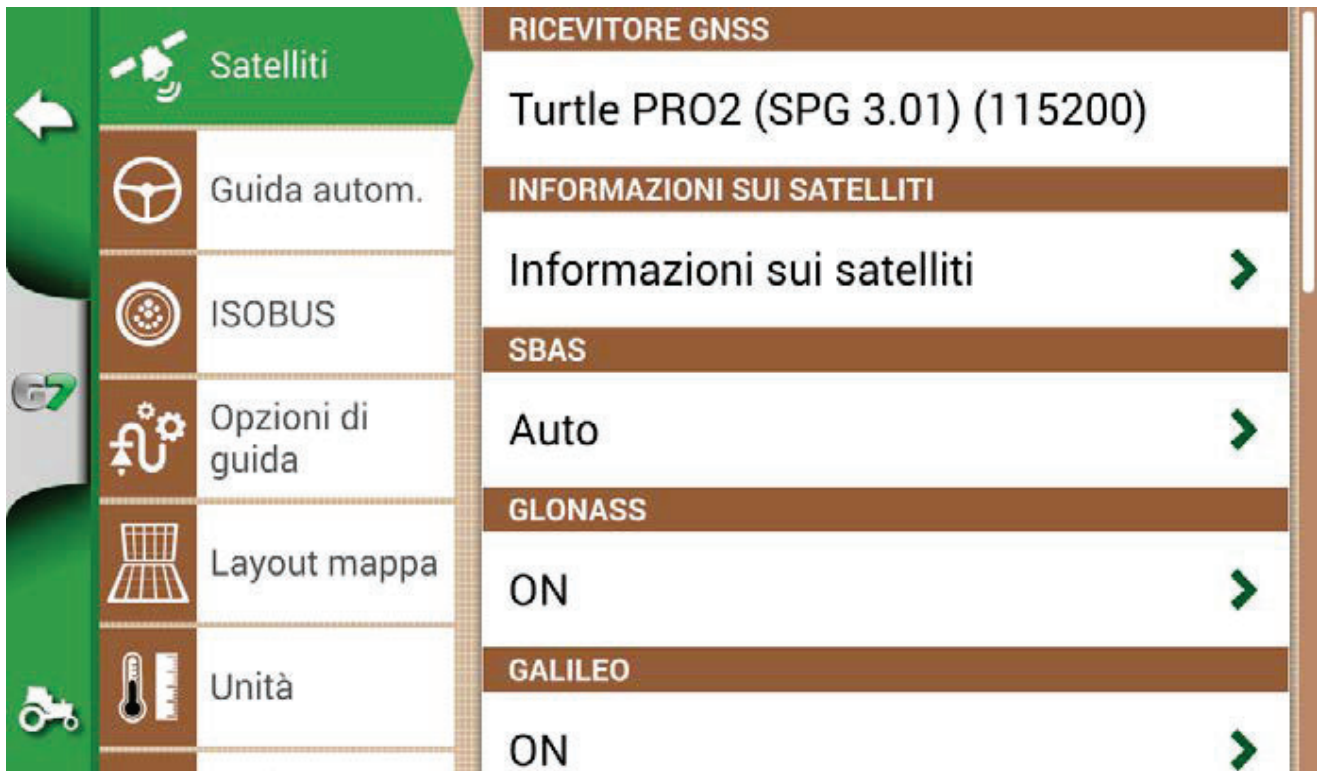 Satelliti
Guida autom.
ISOBUS
Opzioni di
guida
Layout mappa
Unità
G7
RICEVITORE GNSS
Turtle PRO2 (SPG 3.01) (115200)
INFORMAZIONI SUI SATELLITI
Informazioni sui satelliti
SBAS
Auto
GLONASS
ON
GALILEO
ON